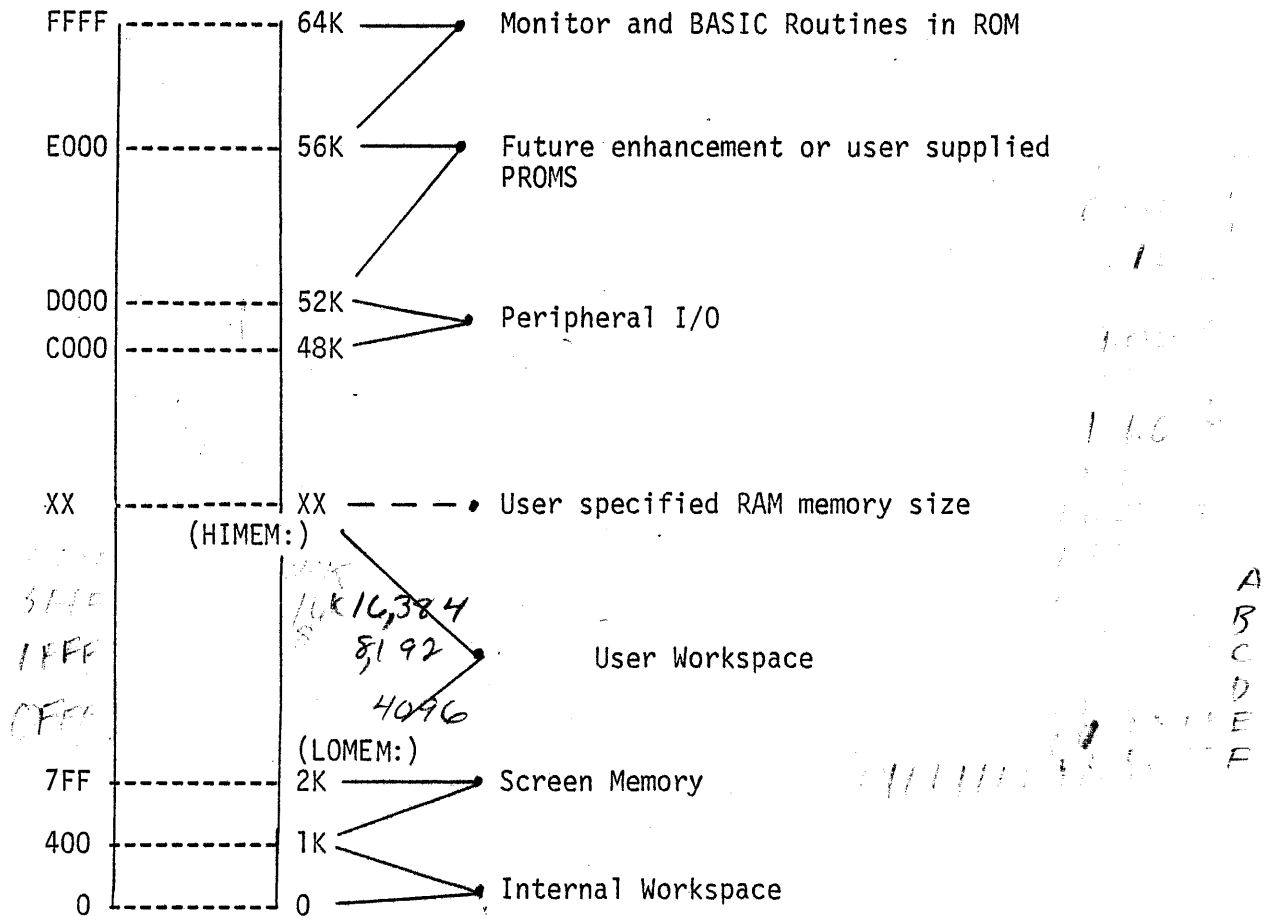 FFFF 64K Monitor and BASIC Routines in ROM
E000 56K Future enhancement or user supplied
PROMS
D000 52K
Peripheral I/O
C000 48K
XX XX User specified RAM memory size
(HIMEM:)
A
16K 16,384
B
1FFF 8,192 User Workspace
C
D
4096
E
(LOMEM:)
F
7FF 2K Screen Memory
400 1K
Internal Workspace
0 0